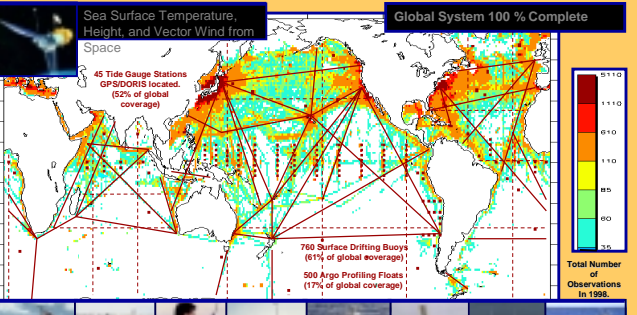 Sea Surface Temperature,
Height, and Vector Wind from
Space
Global System 100 % Complete
45 Tide Gauge Stations
GPS/DORIS located.
(52% of global
coverage)
760 Surface Drifting Buoys
(61% of global coverage)
500 Argo Profiling Floats
(17% of global coverage)
5110
1110
610
110
85
60
35
Total Number
of
Observations
In 1998.